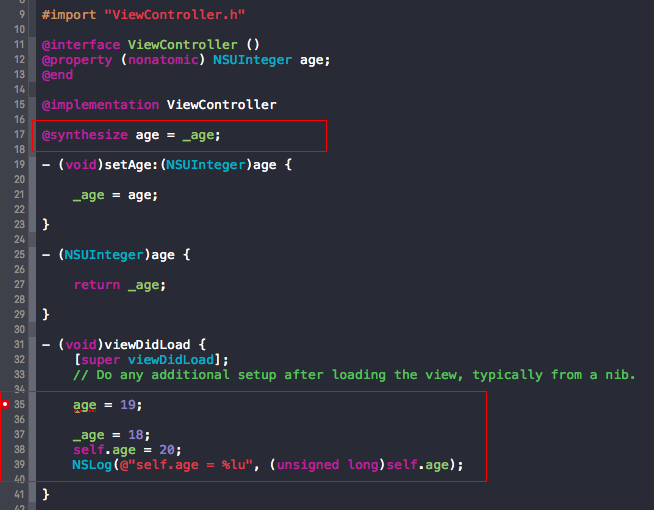 9 #import "ViewController.h"
10
11 @interface ViewController ()
12 @property (nonatomic) NSUInteger age;
13 @end
14
15 @implementation ViewController
16
17 @synthesize age = _age;
18
19 - (void)setAge:(NSUInteger)age {
20
21 _age = age;
22
23 }
24
25 - (NSUInteger)age {
26
27 return _age;
28
29 }
30
31 - (void)viewDidLoad {
32 [super viewDidLoad];
33 // Do any additional setup after loading the view, typically from a nib.
34
35 age = 19;
36
37 _age = 18;
38 self.age = 20;
39 NSLog(@"self.age = %lu", (unsigned long)self.age);
40
41 }
42